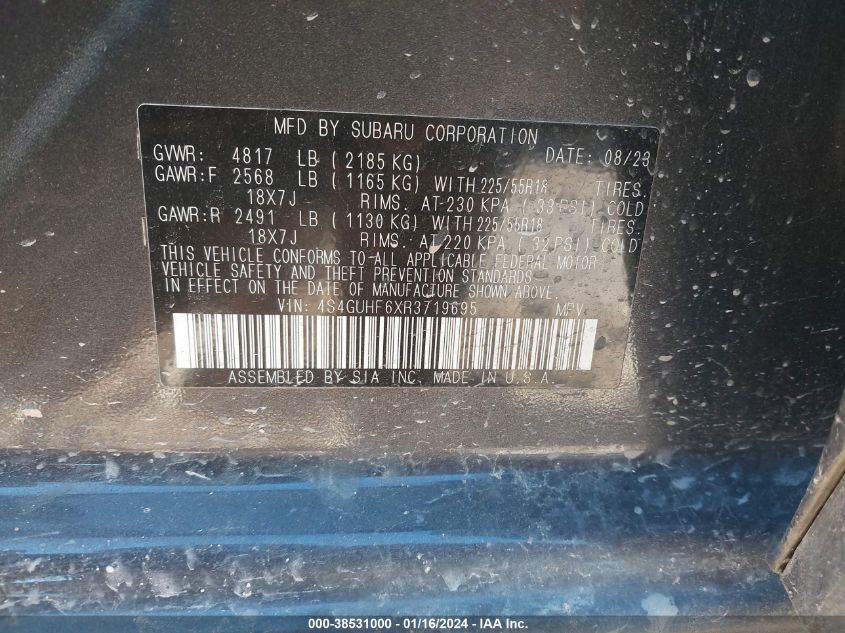 MFD BY SUBARU CORPORATION
GVWR: 4817 LB (2185 KG) DATE: 08/23
GAWR:F 2568 LB (1165 KG) WITH 225/55R18 TIRES
18X7J RIMS. AT 230 KPA (33 PSI) COLD
GAWR:R 2491 LB (1130 KG) WITH 225/55R18 TIRES.
18X7J RIMS. AT 220 KPA (32 PSI) COLD
THIS VEHICLE CONFORMS TO ALL APPLICABLE FEDERAL MOTOR
VEHICLE SAFETY AND THEFT PREVENTION STANDARDS
IN EFFECT ON THE DATE OF MANUFACTURE SHOWN ABOVE.
VIN: 4S4GUHF6XR3719695 MPV
ASSEMBLED BY SIA INC. MADE IN U.S.A.
000-38531000 - 01/16/2024 - IAA Inc.